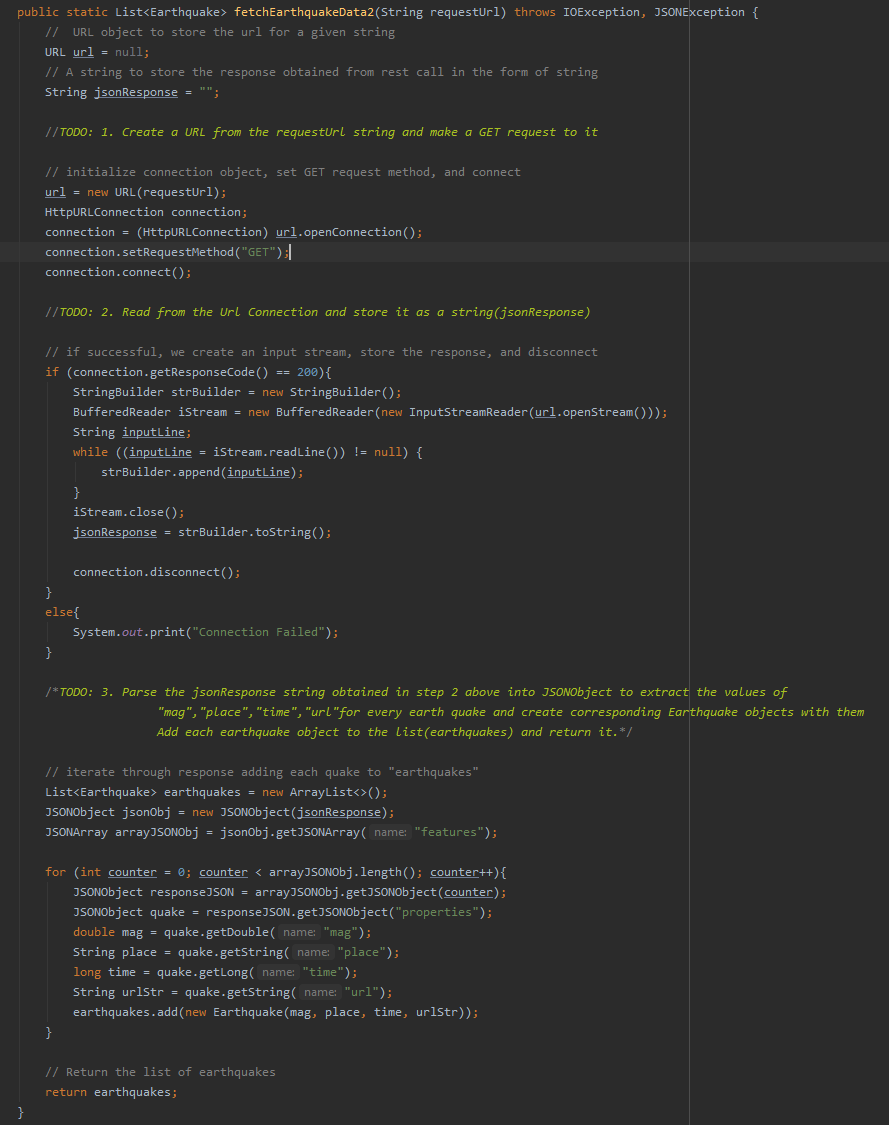 public static List<Earthquake> fetchEarthquakeData2(String requestUrl) throws IOException, JSONException {
    //  URL object to store the url for a given string
    URL url = null;
    // A string to store the response obtained from rest call in the form of string
    String jsonResponse = "";

    //TODO: 1. Create a URL from the requestUrl string and make a GET request to it

    // initialize connection object, set GET request method, and connect
    url = new URL(requestUrl);
    HttpURLConnection connection;
    connection = (HttpURLConnection) url.openConnection();
    connection.setRequestMethod("GET");
    connection.connect();

    //TODO: 2. Read from the Url Connection and store it as a string(jsonResponse)

    // if successful, we create an input stream, store the response, and disconnect
    if (connection.getResponseCode() == 200){
        StringBuilder strBuilder = new StringBuilder();
        BufferedReader iStream = new BufferedReader(new InputStreamReader(url.openStream()));
        String inputLine;
        while ((inputLine = iStream.readLine()) != null) {
            strBuilder.append(inputLine);
        }
        iStream.close();
        jsonResponse = strBuilder.toString();

        connection.disconnect();
    }
    else{
        System.out.print("Connection Failed");
    }

    /*TODO: 3. Parse the jsonResponse string obtained in step 2 above into JSONObject to extract the values of
                    "mag","place","time","url"for every earth quake and create corresponding Earthquake objects with them
                    Add each earthquake object to the list(earthquakes) and return it.*/

    // iterate through response adding each quake to "earthquakes"
    List<Earthquake> earthquakes = new ArrayList<>();
    JSONObject jsonObj = new JSONObject(jsonResponse);
    JSONArray arrayJSONObj = jsonObj.getJSONArray( name: "features");

    for (int counter = 0; counter < arrayJSONObj.length(); counter++){
        JSONObject responseJSON = arrayJSONObj.getJSONObject(counter);
        JSONObject quake = responseJSON.getJSONObject("properties");
        double mag = quake.getDouble( name: "mag");
        String place = quake.getString( name: "place");
        long time = quake.getLong( name: "time");
        String urlStr = quake.getString( name: "url");
        earthquakes.add(new Earthquake(mag, place, time, urlStr));
    }

    // Return the list of earthquakes
    return earthquakes;
}